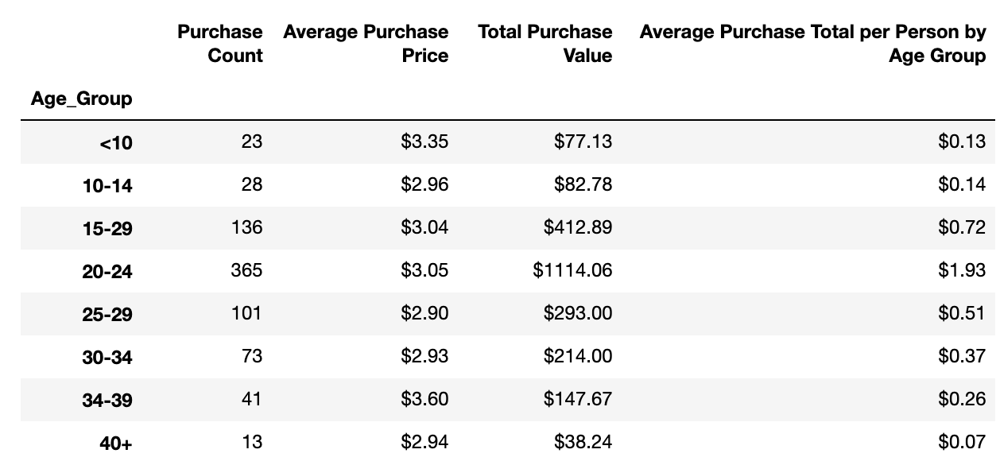 Purchase Average Purchase Total Purchase Average Purchase Total per Person by
Count Price Value Age Group
Age_Group
<10 23 $3.35 $77.13 $0.13
10-14 28 $2.96 $82.78 $0.14
15-29 136 $3.04 $412.89 $0.72
20-24 365 $3.05 $1114.06 $1.93
25-29 101 $2.90 $293.00 $0.51
30-34 73 $2.93 $214.00 $0.37
34-39 41 $3.60 $147.67 $0.26
40+ 13 $2.94 $38.24 $0.07